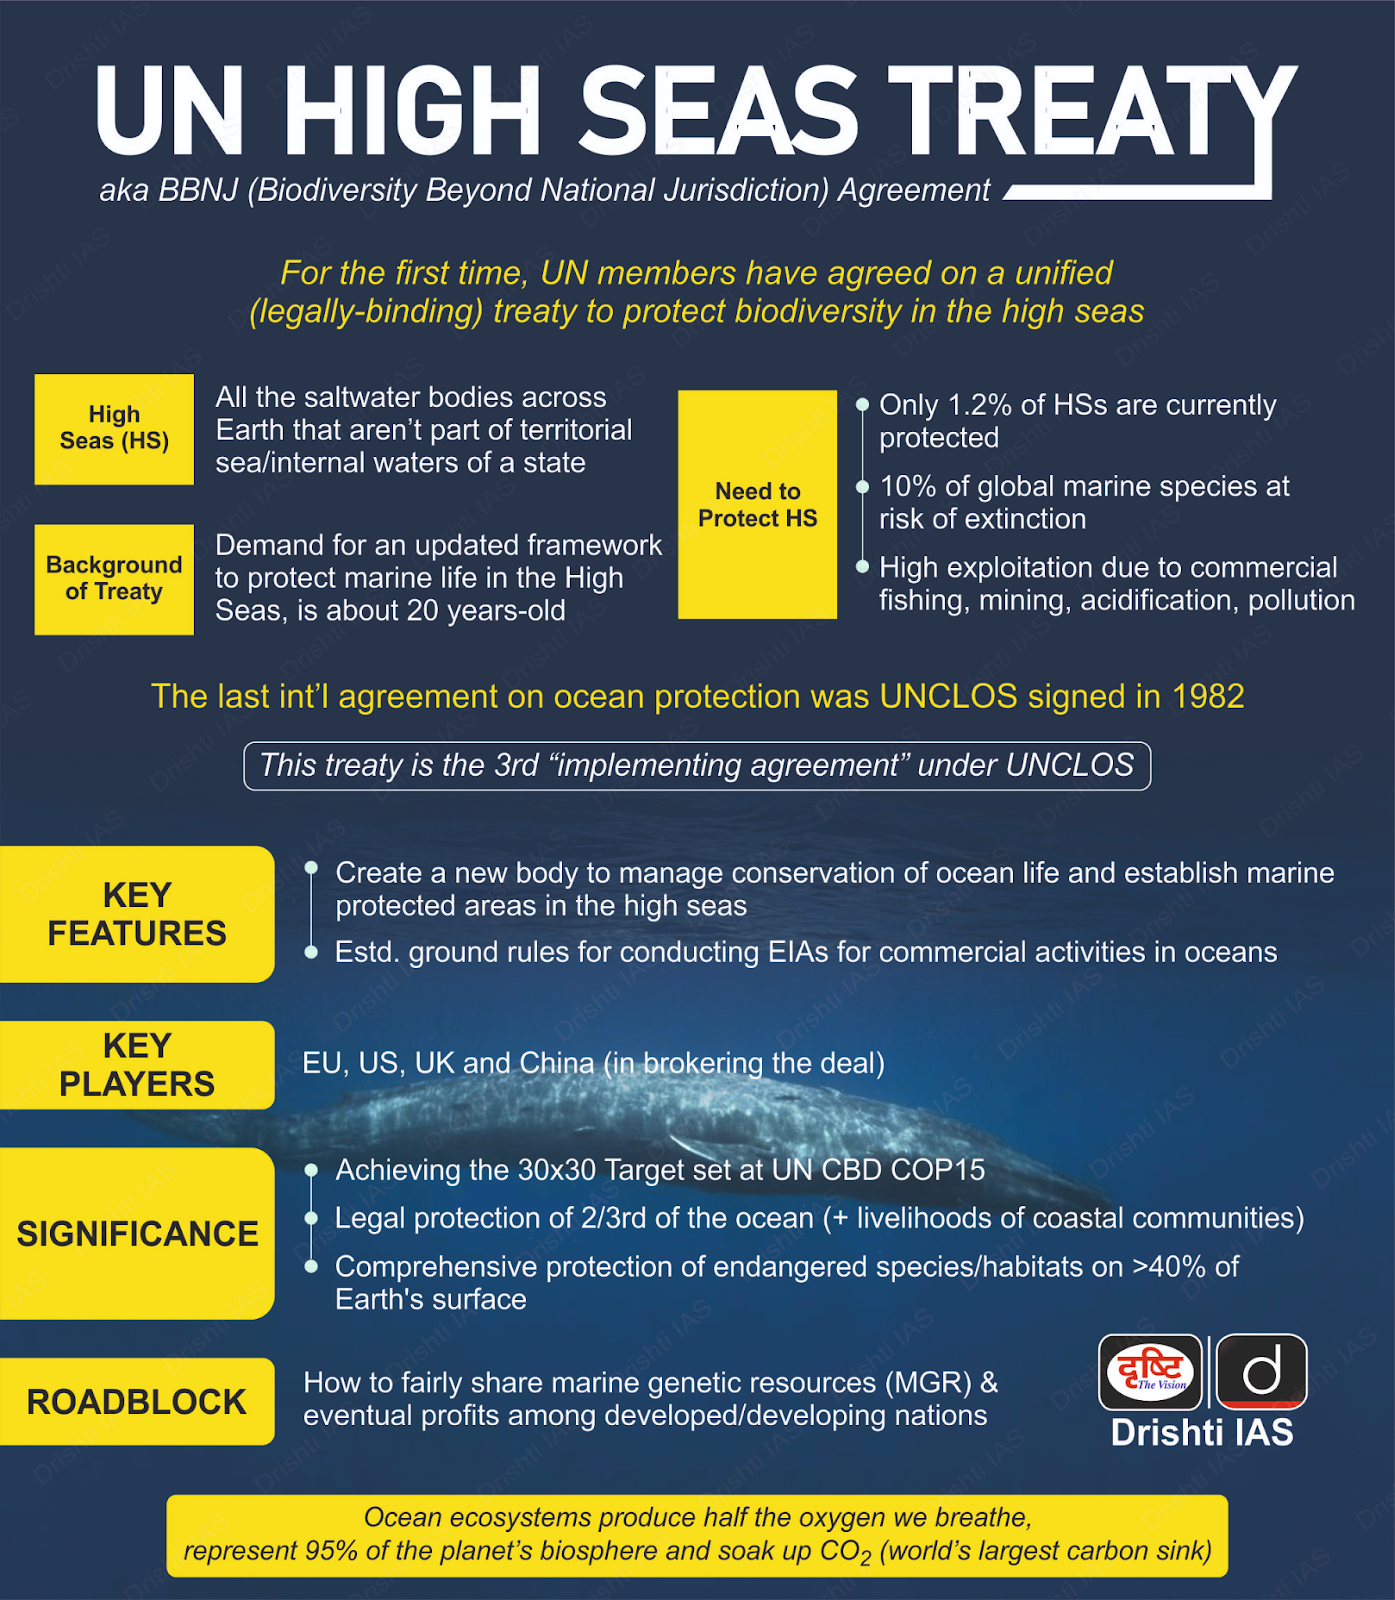 UN HIGH SEAS TREATY
aka BBNJ (Biodiversity Beyond National Jurisdiction) Agreement
For the first time, UN members have agreed on a unified
(legally-binding) treaty to protect biodiversity in the high seas
High
Seas (HS)
All the saltwater bodies across
Earth that aren't part of territorial
sea/internal waters of a state
Background
of Treaty
Demand for an updated framework
to protect marine life in the High
Seas, is about 20 years-old
Need to
Protect HS
Only 1.2% of HSs are currently
protected
10% of global marine species at
risk of extinction
High exploitation due to commercial
fishing, mining, acidification, pollution
The last int'l agreement on ocean protection was UNCLOS signed in 1982
This treaty is the 3rd “implementing agreement” under UNCLOS
KEY
FEATURES
Create a new body to manage conservation of ocean life and establish marine
protected areas in the high seas
Estd. ground rules for conducting EIAs for commercial activities in oceans
KEY
PLAYERS
EU, US, UK and China (in brokering the deal)
SIGNIFICANCE
Achieving the 30x30 Target set at UN CBD COP15
Legal protection of 2/3rd of the ocean (+ livelihoods of coastal communities)
Comprehensive protection of endangered species/habitats on >40% of
Earth's surface
ROADBLOCK
How to fairly share marine genetic resources (MGR) &
eventual profits among developed/developing nations
दृष्टि
The Vision
d
Drishti IAS
Ocean ecosystems produce half the oxygen we breathe,
represent 95% of the planet's biosphere and soak up CO2 (world's largest carbon sink)